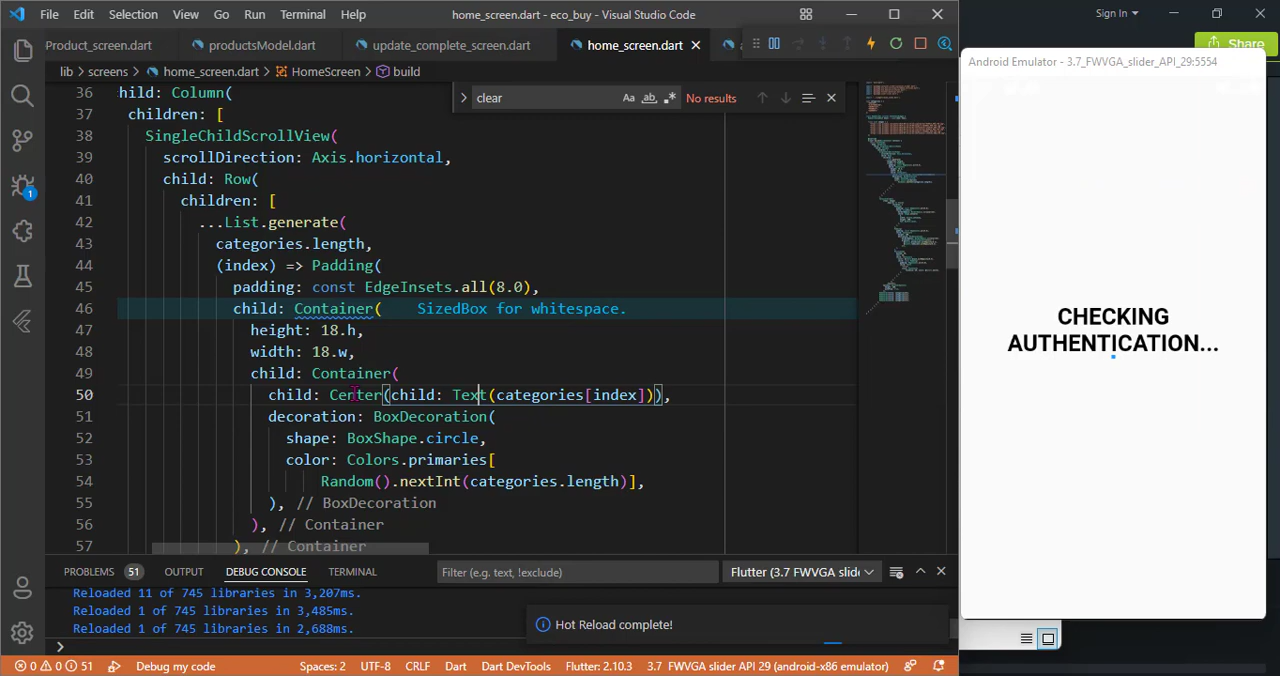 File Edit Selection View Go Run Terminal Help
home_screen.dart - eco_buy - Visual Studio Code
Sign In
Product_screen.dart
productsModel.dart
update_complete_screen.dart
home_screen.dart
Share
lib > screens > home_screen.dart > HomeScreen > build
Android Emulator - 3.7_FWVGA_slider_API_29:5554
clear
Aa ab No results
36 hild: Column(
37 children: [
38 SingleChildScrollView(
39 scrollDirection: Axis.horizontal,
40 child: Row(
41 children: [
42 ...List.generate(
43 categories.length,
44 (index) => Padding(
45 padding: const EdgeInsets.all(8.0),
46 child: Container( SizedBox for whitespace.
47 height: 18.h,
48 width: 18.w,
49 child: Container(
50 child: Center(child: Text(categories[index])),
51 decoration: BoxDecoration(
52 shape: BoxShape.circle,
53 color: Colors.primaries[
54 Random().nextInt(categories.length)],
55 ), // BoxDecoration
56 ), // Container
57 ), // Container
CHECKING
AUTHENTICATION...
PROBLEMS 51 OUTPUT DEBUG CONSOLE TERMINAL
Filter (e.g. text, !exclude)
Flutter (3.7 FWVGA slide
Reloaded 11 of 745 libraries in 3,207ms.
Reloaded 1 of 745 libraries in 3,485ms.
Reloaded 1 of 745 libraries in 2,688ms.
Hot Reload complete!
1
0 0 51 Debug my code Spaces: 2 UTF-8 CRLF Dart Dart DevTools Flutter: 2.10.3 3.7 FWVGA slider API 29 (android-x86 emulator)